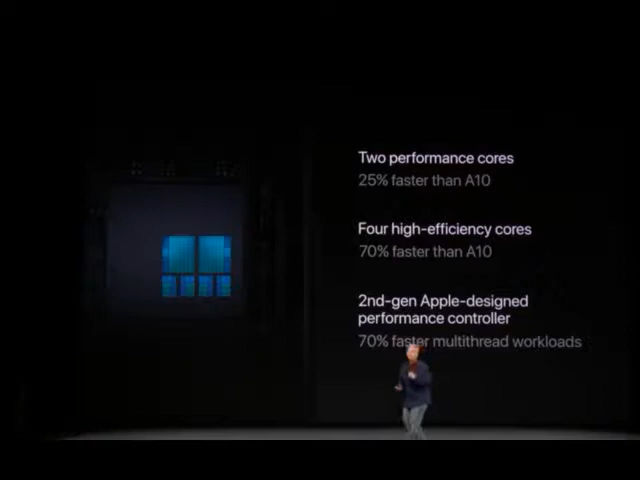 Two performance cores
25% faster than A10
Four high-efficiency cores
70% faster than A10
2nd-gen Apple-designed
performance controller
70% faster multithread workloads